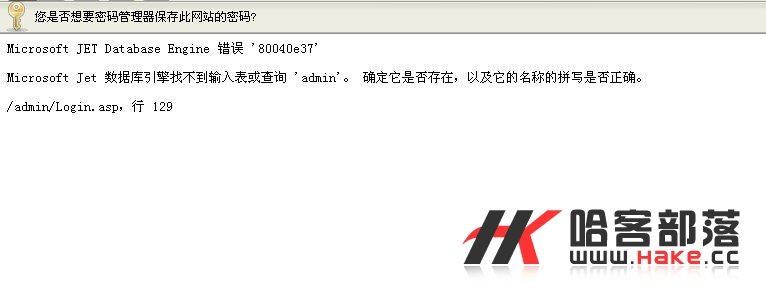 您是否想要密码管理器保存此网站的密码?
Microsoft JET Database Engine 错误 '80040e37'
Microsoft Jet 数据库引擎找不到输入表或查询 'admin'。 确定它是否存在，以及它的名称的拼写是否正确。
/admin/Login.asp，行 129
HK 哈客部落
www.HaKe.cc